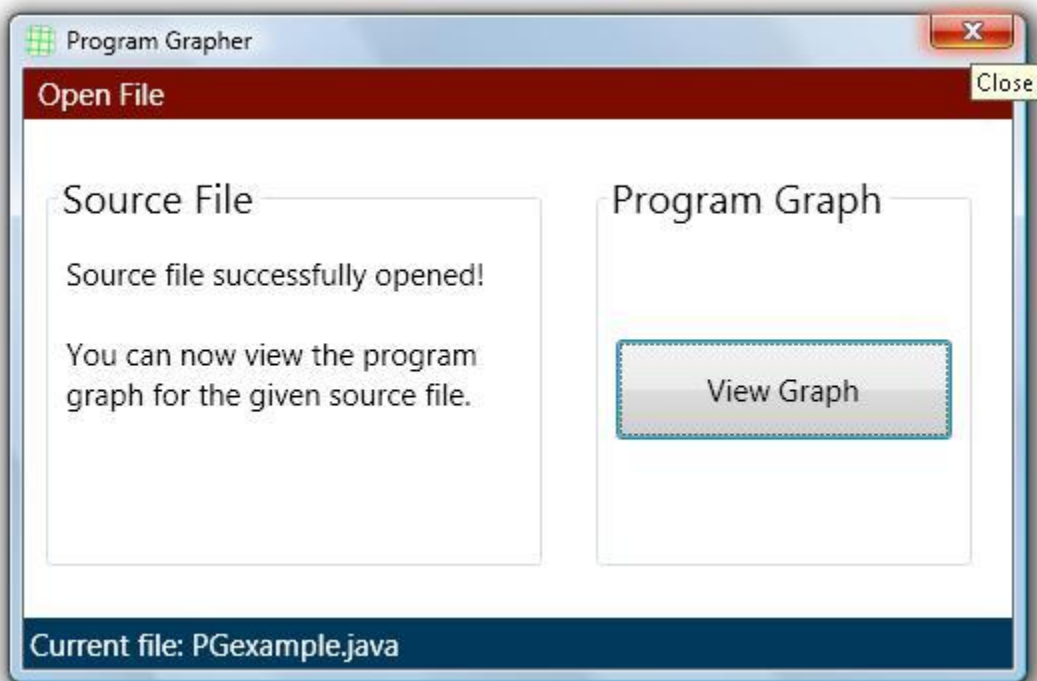 Program Grapher
Close
Open File
Source File
Source file successfully opened!
You can now view the program
graph for the given source file.
Program Graph
View Graph
Current file: PGexample.java